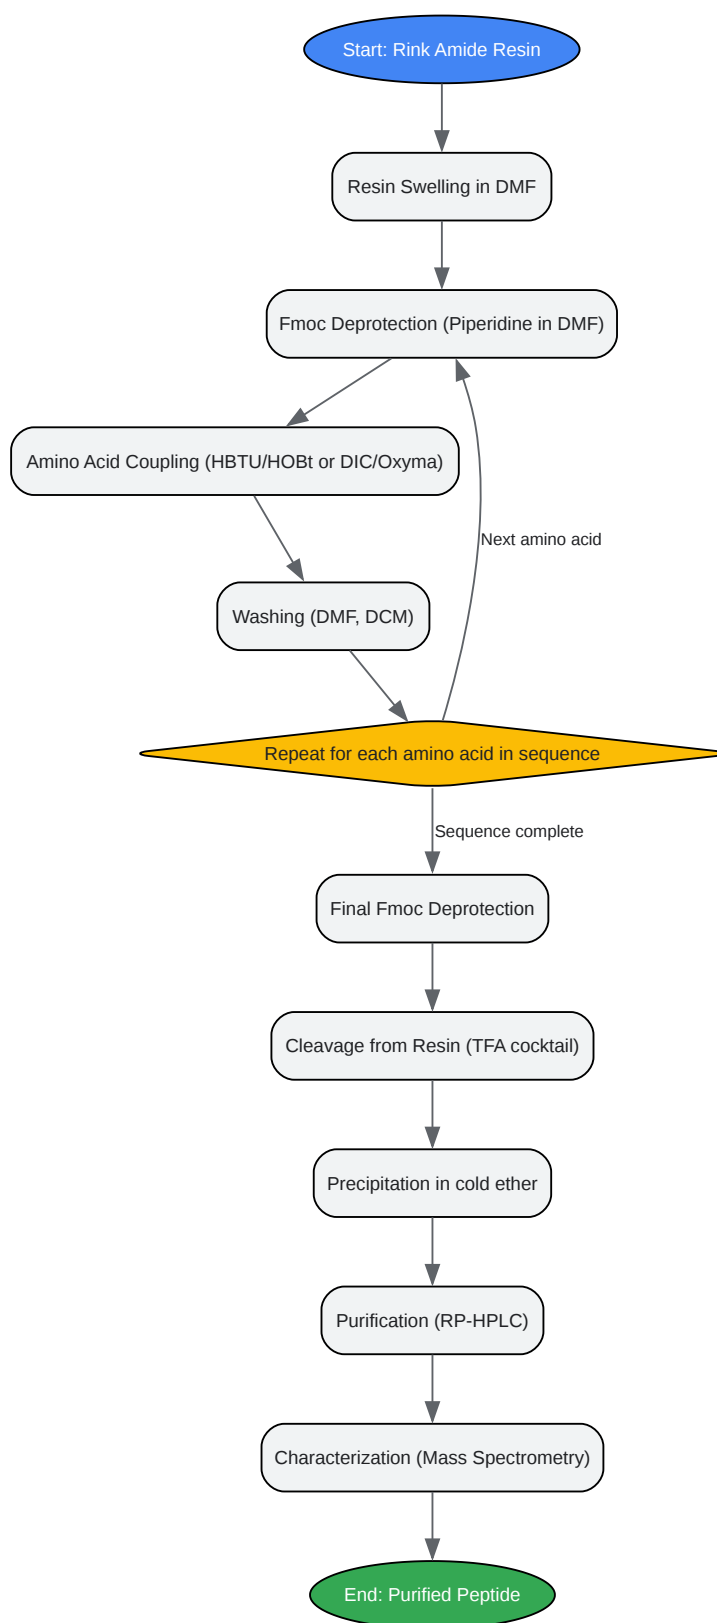 Start: Rink Amide Resin
Resin Swelling in DMF
Fmoc Deprotection (Piperidine in DMF)
Amino Acid Coupling (HBTU/HOBt or DIC/Oxyma)
Next amino acid
Washing (DMF, DCM)
Repeat for each amino acid in sequence
Sequence complete
Final Fmoc Deprotection
Cleavage from Resin (TFA cocktail)
Precipitation in cold ether
Purification (RP-HPLC)
Characterization (Mass Spectrometry)
End: Purified Peptide